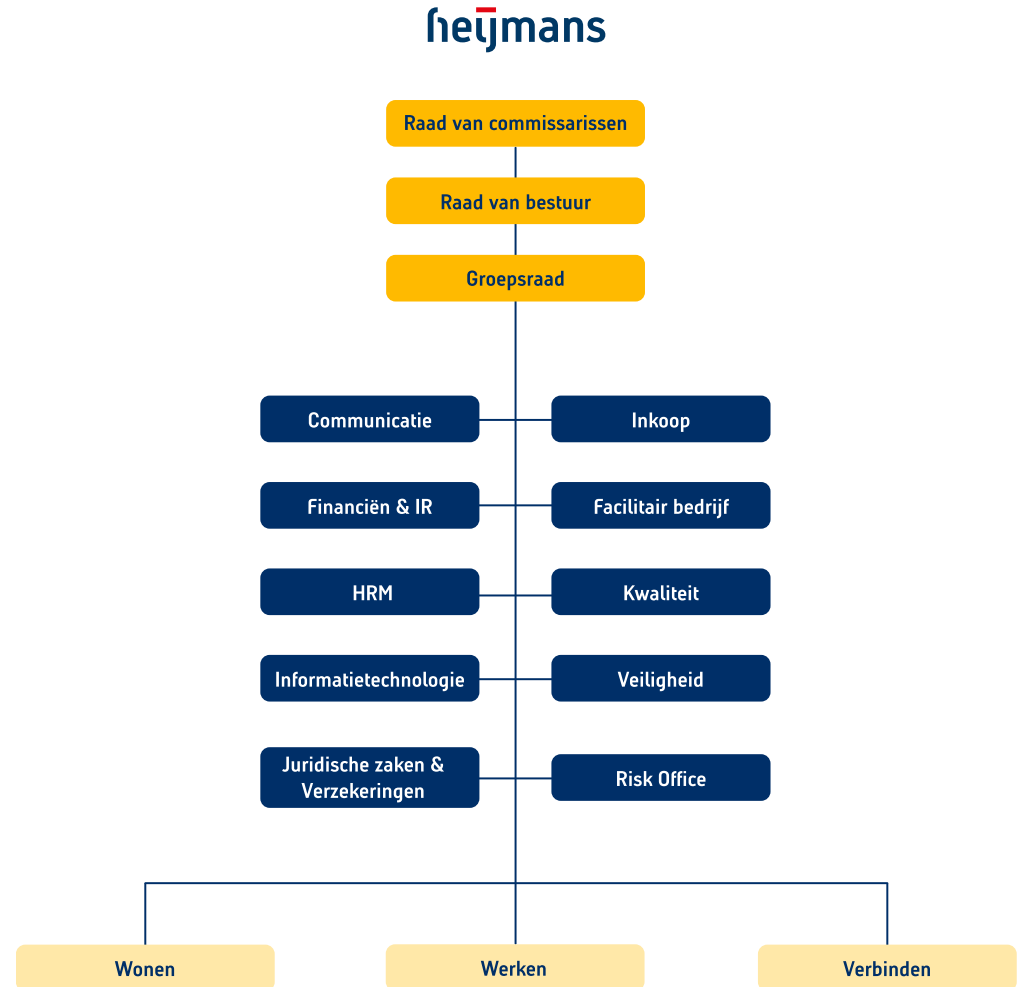 heijmans
Raad van commissarissen
Raad van bestuur
Groepsraad
Communicatie
Inkoop
Financiën & IR
Facilitair bedrijf
HRM
Kwaliteit
Informatietechnologie
Veiligheid
Juridische zaken &
Verzekeringen
Risk Office
Wonen
Werken
Verbinden